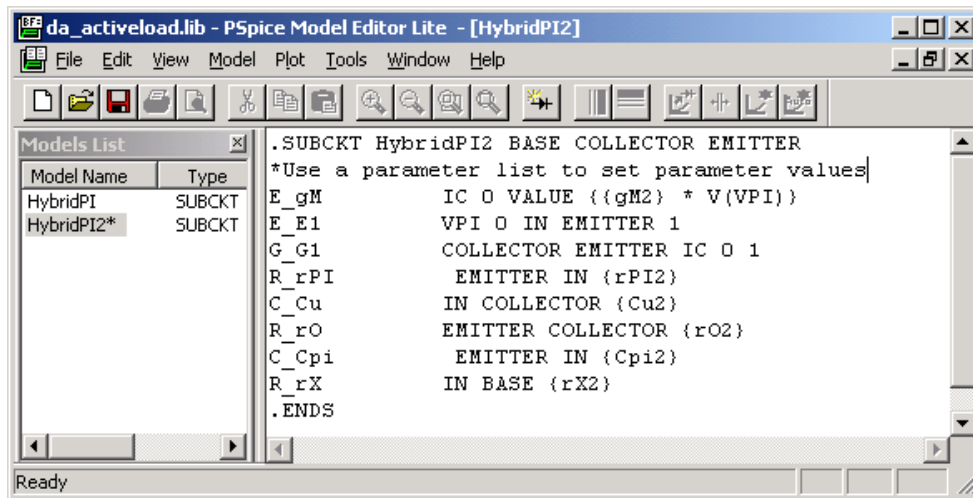 da_activeload.lib - PSpice Model Editor Lite - [HybridPI2]
File Edit View Model Plot Tools Window Help
Models List
Model Name Type
HybridPI SUBCKT
HybridPI2* SUBCKT
.SUBCKT HybridPI2 BASE COLLECTOR EMITTER
*Use a parameter list to set parameter values
E_gM IC 0 VALUE {{gM2} * V(VPI)}
E_E1 VPI 0 IN EMITTER 1
G_G1 COLLECTOR EMITTER IC 0 1
R_rPI EMITTER IN {rPI2}
C_Cu IN COLLECTOR {Cu2}
R_rO EMITTER COLLECTOR {rO2}
C_Cpi EMITTER IN {Cpi2}
R_rX IN BASE {rX2}
.ENDS
Ready